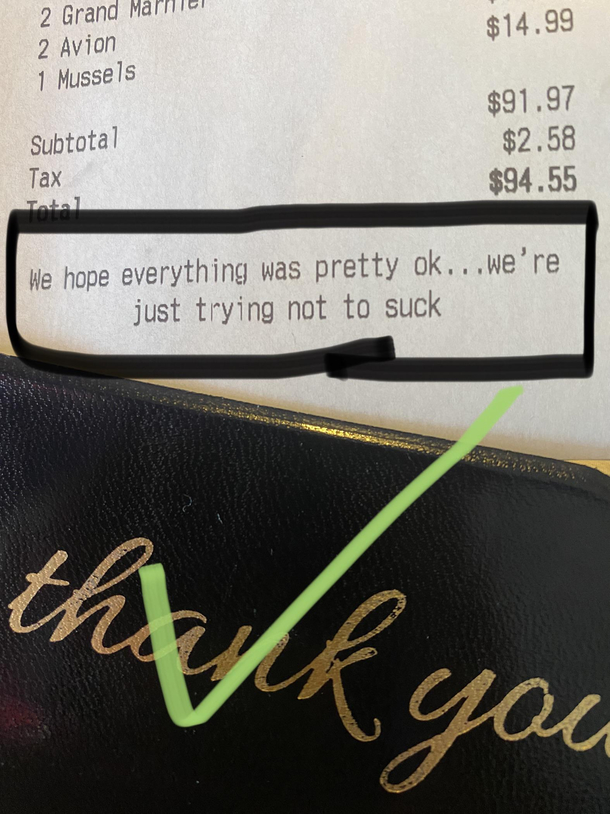 2 Grand Marnier
2 Avion $14.99
1 Mussels
$91.97
Subtotal $2.58
Tax $94.55
Total
We hope everything was pretty ok...we're
just trying not to suck
thank you